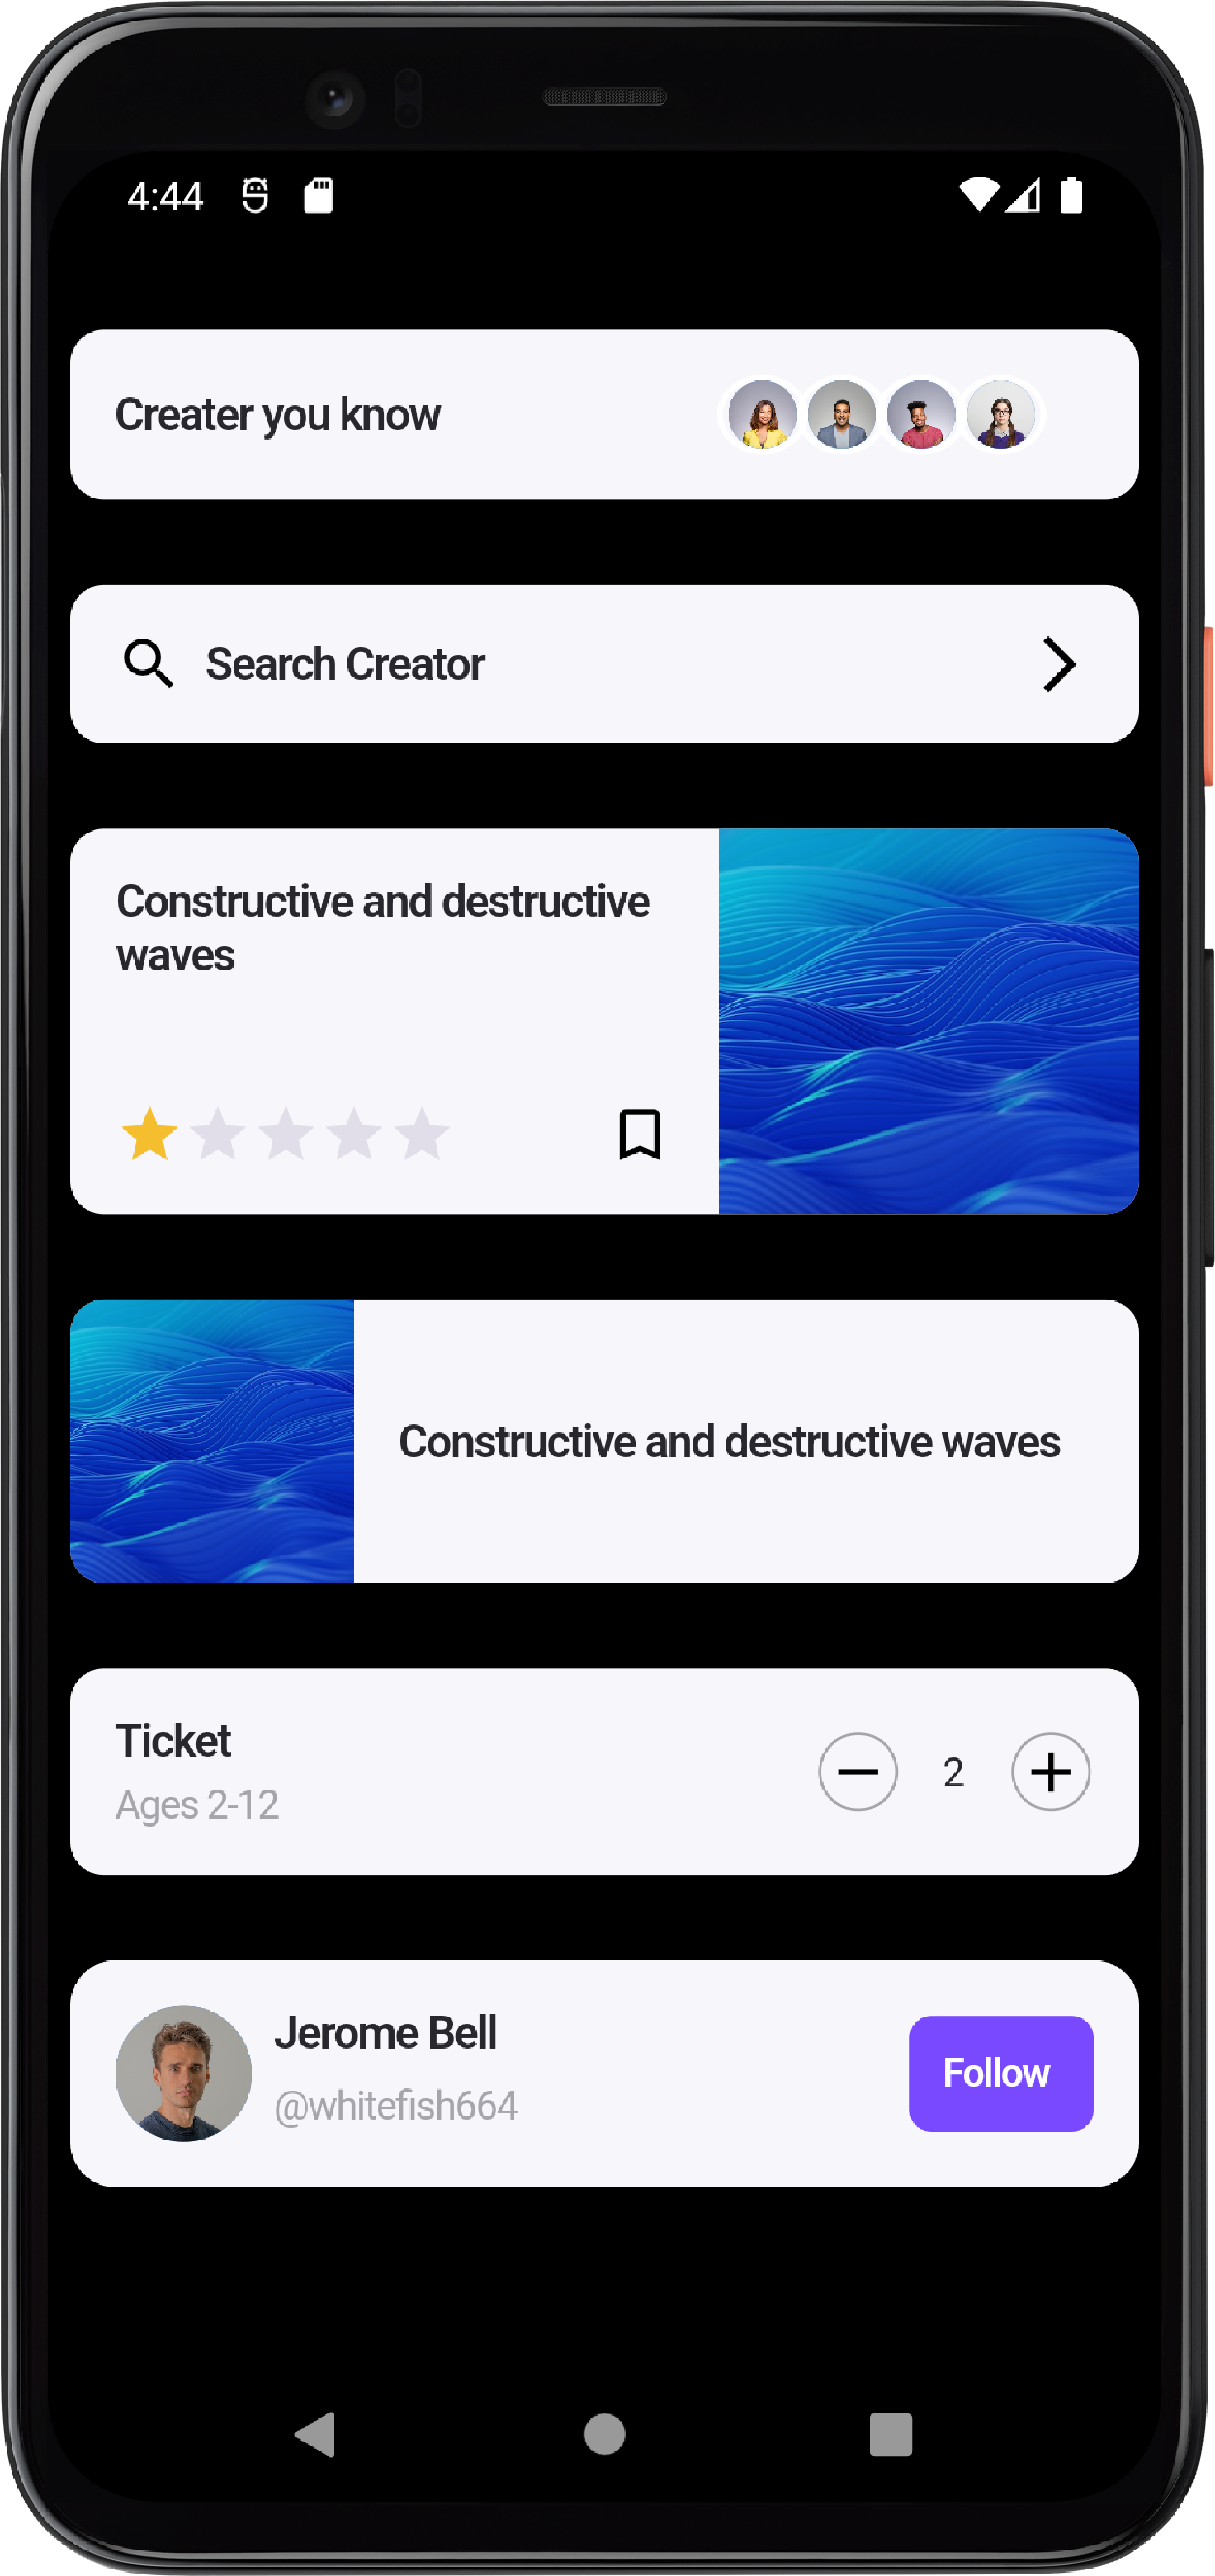 4:44
Creater you know
Search Creator
Constructive and destructive
waves
Constructive and destructive waves
Ticket
Ages 2-12
2
Jerome Bell
@whitefish664
Follow